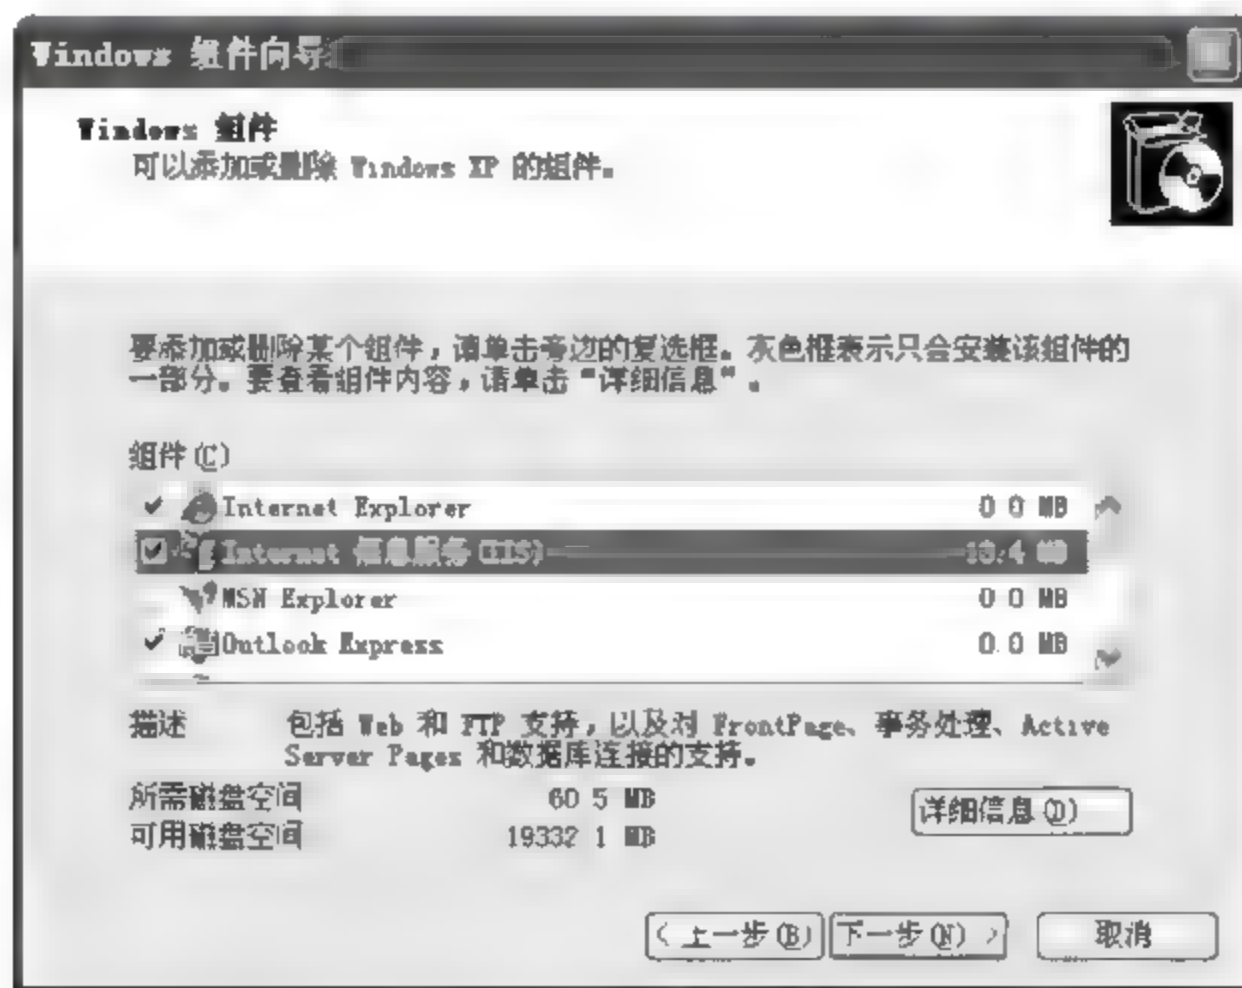 Windows 组件向导
Windows 组件
可以添加或删除 Windows XP 的组件。
要添加或删除某个组件，请单击旁边的复选框。灰色框表示只会安装该组件的
一部分。要查看组件内容，请单击“详细信息”。
组件(C)
Internet Explorer 0.0 MB
Internet 信息服务(IIS) 13.4 MB
MSN Explorer 0.0 MB
Outlook Express 0.0 MB
描述 包括 Web 和 FTP 支持，以及对 FrontPage、事务处理、Active
Server Pages 和数据库连接的支持。
所需磁盘空间 60.5 MB
可用磁盘空间 19332.1 MB
详细信息(D)
< 上一步(B) 下一步(N) > 取消